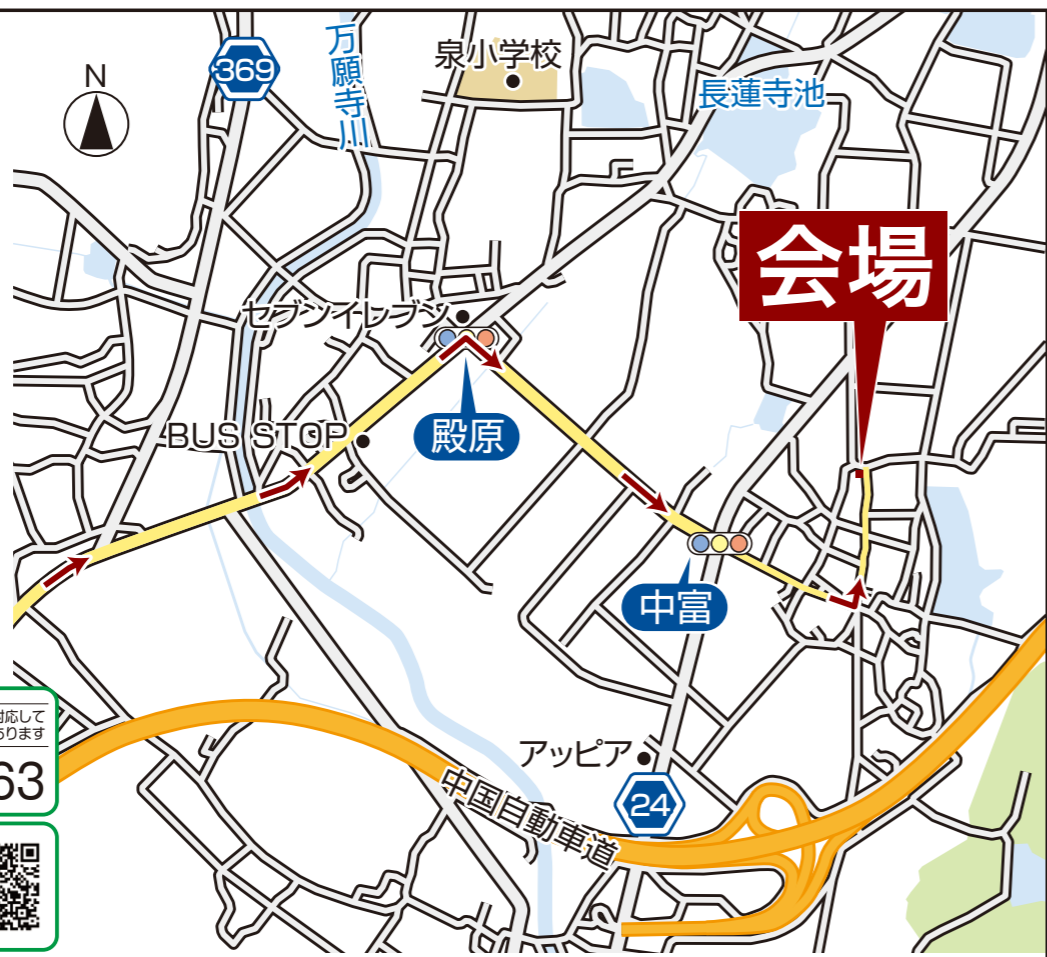 N
369
万願寺川
泉小学校
長蓮寺池
会場
セブンイレブン
BUS STOP
殿原
中富
対応して
あります
63
アッピア
24
中国自動車道